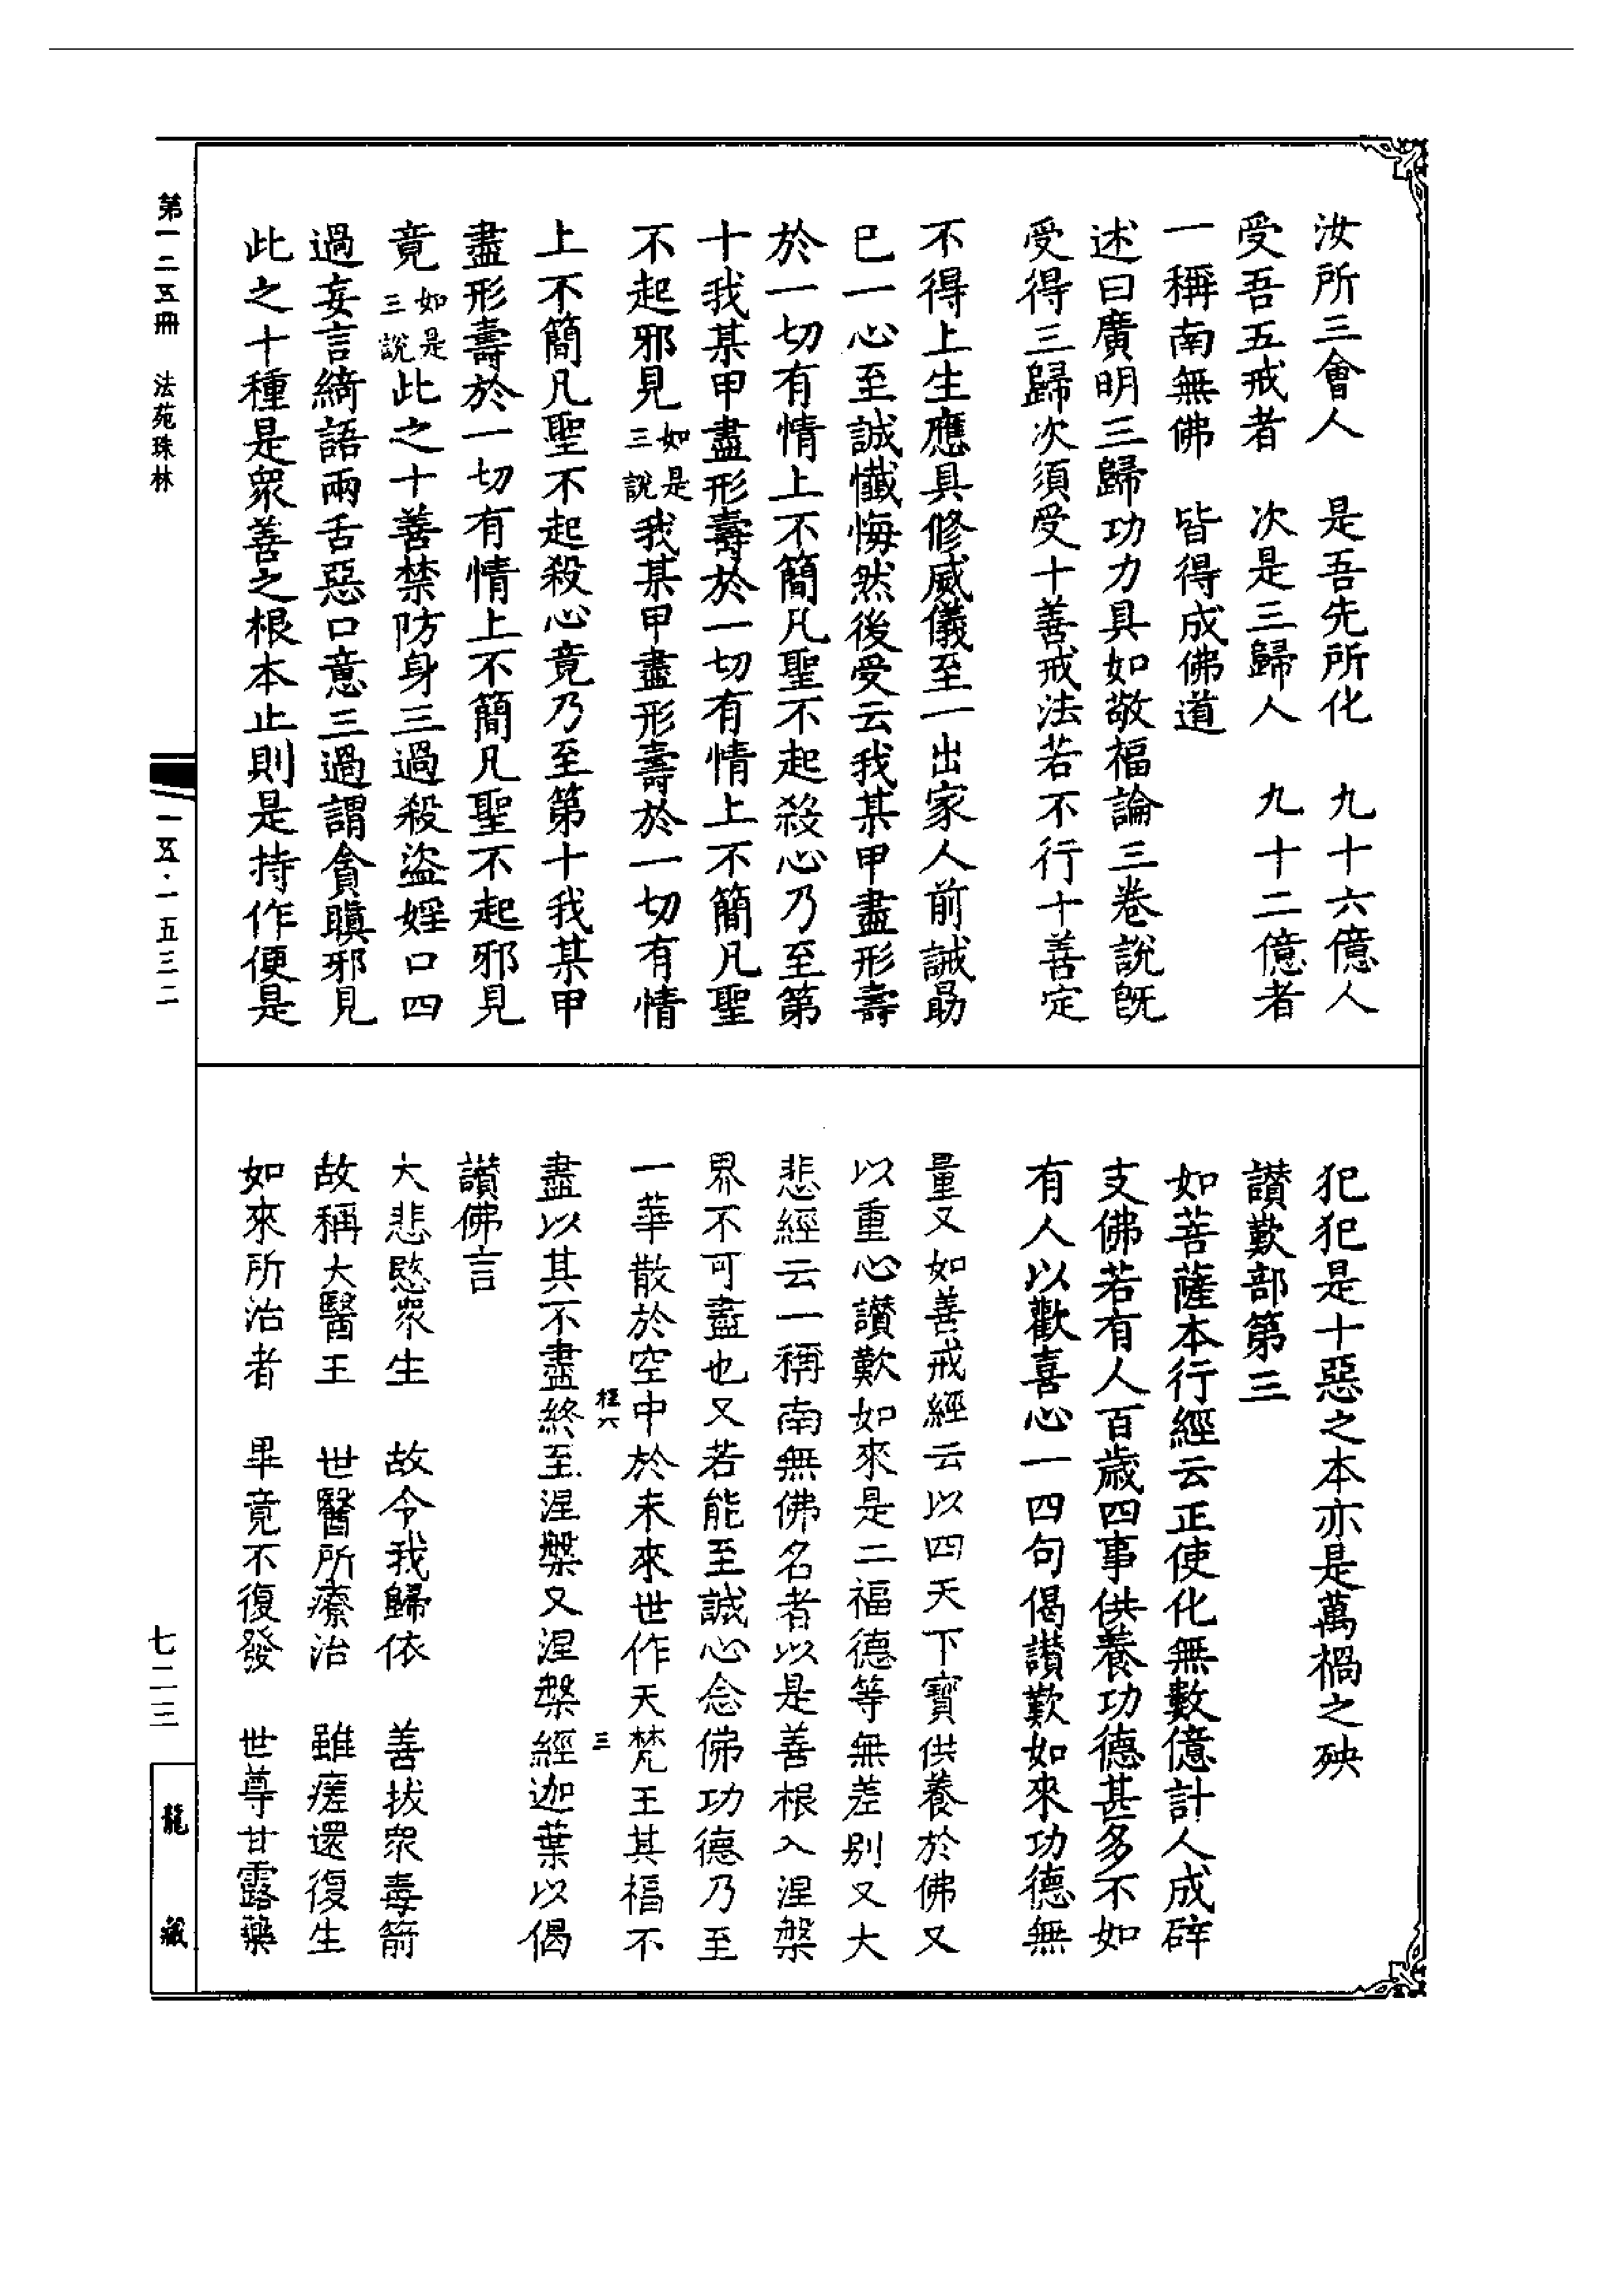 汝所三會人　是吾先所化　九十六億人
受吾五戒者　次是三歸人　九十二億者
一稱南無佛　皆得成佛道
述曰廣明三歸功力具如敬福論三卷說旣
受得三歸次須受十善戒法若不行十善定
不得上生應具修威儀至一出家人前誡勗
已一心至誠懺悔然後受云我某甲盡形壽
於一切有情上不簡凡聖不起殺心乃至第
十我某甲盡形壽於一切有情上不簡凡聖
不起邪見如是三說我某甲盡形壽於一切有情
上不簡凡聖不起殺心竟乃至第十我某甲
盡形壽於一切有情上不簡凡聖不起邪見
竟如是三說此之十善禁防身三過殺盜婬口四
過妄言綺語兩舌惡口意三過謂貪瞋邪見
此之十種是衆善之根本止則是持作便是
犯犯是十惡之本亦是萬禍之殃
讃歎部第三
如菩薩本行經云正使化無數億計人成辟
支佛若有人百歲四事供養功德甚多不如
有人以歡喜心一四句偈讃歎如來功德無
量又如善戒經云以四天下寶供養於佛又
以重心讃歎如來是二福德等無差別又大
悲經云一稱南無佛名者以是善根入涅槃
界不可盡也又若能至誠心念佛功德乃至
一華散於空中於未來世作天梵王其福不
桎六　三
盡以其不盡終至涅槃又涅槃經迦葉以偈
讃佛言
大悲愍衆生　故令我歸依　善拔衆毒箭
故稱大醫王　世醫所療治　雖瘥還復生
如來所治者　畢竟不復發　世尊甘露藥
第一二五冊　法苑珠林
一五·一五三二
七二三
龍藏